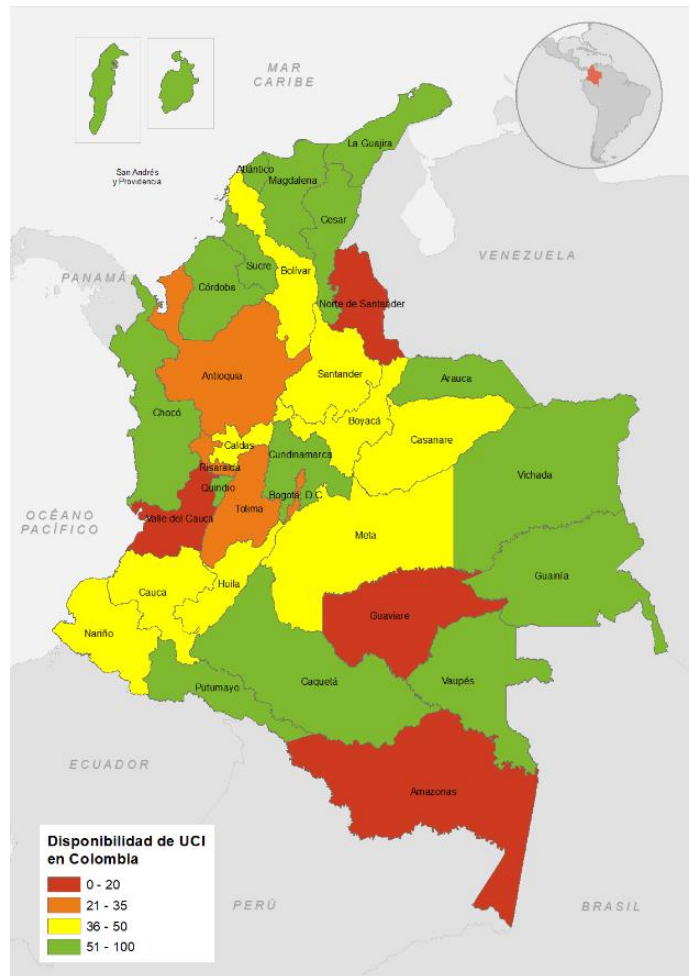 MAR
CARIBE
La Guajira
San Andrés
y Providencia
Atlántico
Magdalena
Cesar
VENEZUELA
PANAMÁ
Sucre
Bolívar
Córdoba
Norte de Santander
Antioquia
Santander
Arauca
Chocó
Boyacá
Casanare
Caldas
Cundinamarca
Risaralda
Vichada
Quindío
Bogotá D.C.
Tolima
OCÉANO
PACÍFICO
Valle del Cauca
Meta
Guainía
Huila
Cauca
Guaviare
Nariño
Vaupés
Caquetá
Putumayo
ECUADOR
Amazonas
Disponibilidad de UCI
en Colombia
0 - 20
21 - 35
36 - 50
51 - 100
PERÚ
BRASIL